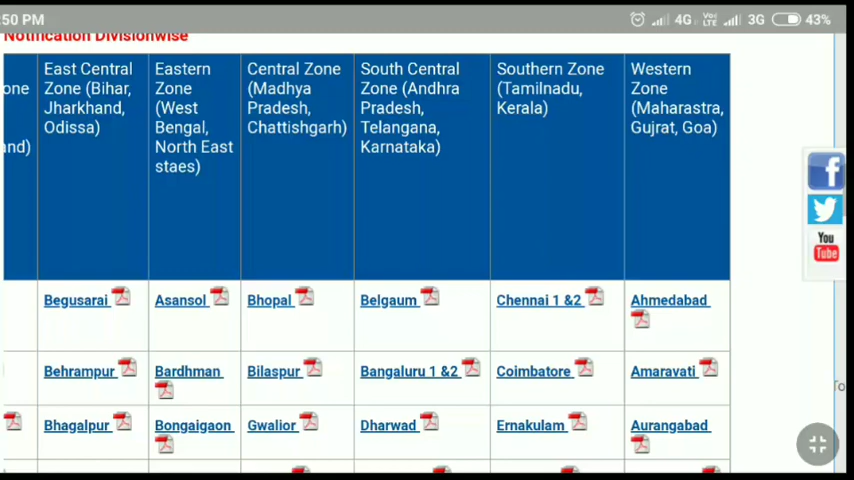 :50 PM
4G
VoLTE
3G
43%
Notification Divisionwise
one
and)
East Central
Zone (Bihar,
Jharkhand,
Odissa)
Eastern
Zone
(West
Bengal,
North East
staes)
Central Zone
(Madhya
Pradesh,
Chattishgarh)
South Central
Zone (Andhra
Pradesh,
Telangana,
Karnataka)
Southern Zone
(Tamilnadu,
Kerala)
Western
Zone
(Maharastra,
Gujrat, Goa)
f
You
Tube
Begusarai
Asansol
Bhopal
Belgaum
Chennai 1 &2
Ahmedabad
Behrampur
Bardhman
Bilaspur
Bangaluru 1 &2
Coimbatore
Amaravati
To
Bhagalpur
Bongaigaon
Gwalior
Dharwad
Ernakulam
Aurangabad